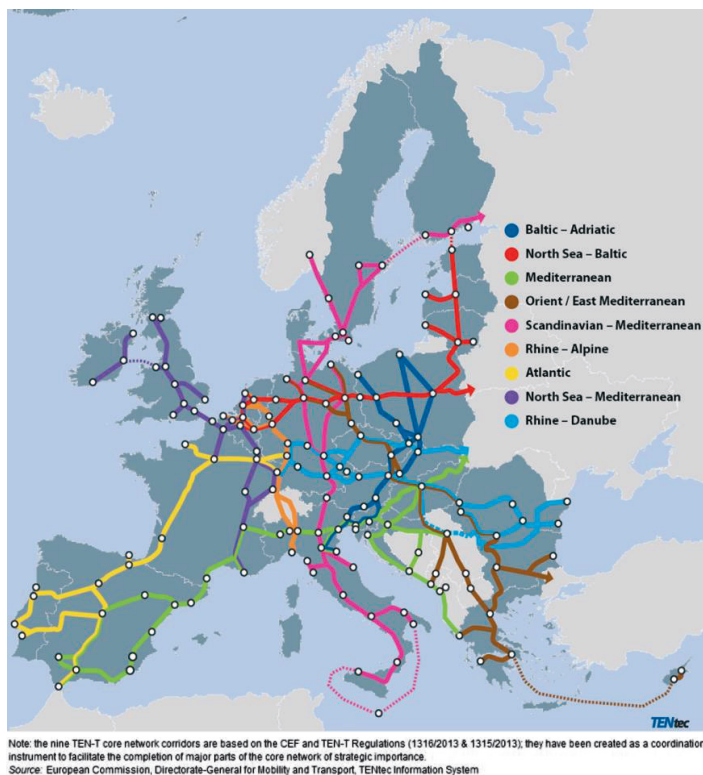 Baltic – Adriatic
North Sea – Baltic
Mediterranean
Orient / East Mediterranean
Scandinavian – Mediterranean
Rhine – Alpine
Atlantic
North Sea – Mediterranean
Rhine – Danube
TENtec
Note: the nine TEN-T core network corridors are based on the CEF and TEN-T Regulations (1316/2013 & 1315/2013); they have been created as a coordination
instrument to facilitate the completion of major parts of the core network of strategic importance.
Source: European Commission, Directorate-General for Mobility and Transport, TENtec Information System